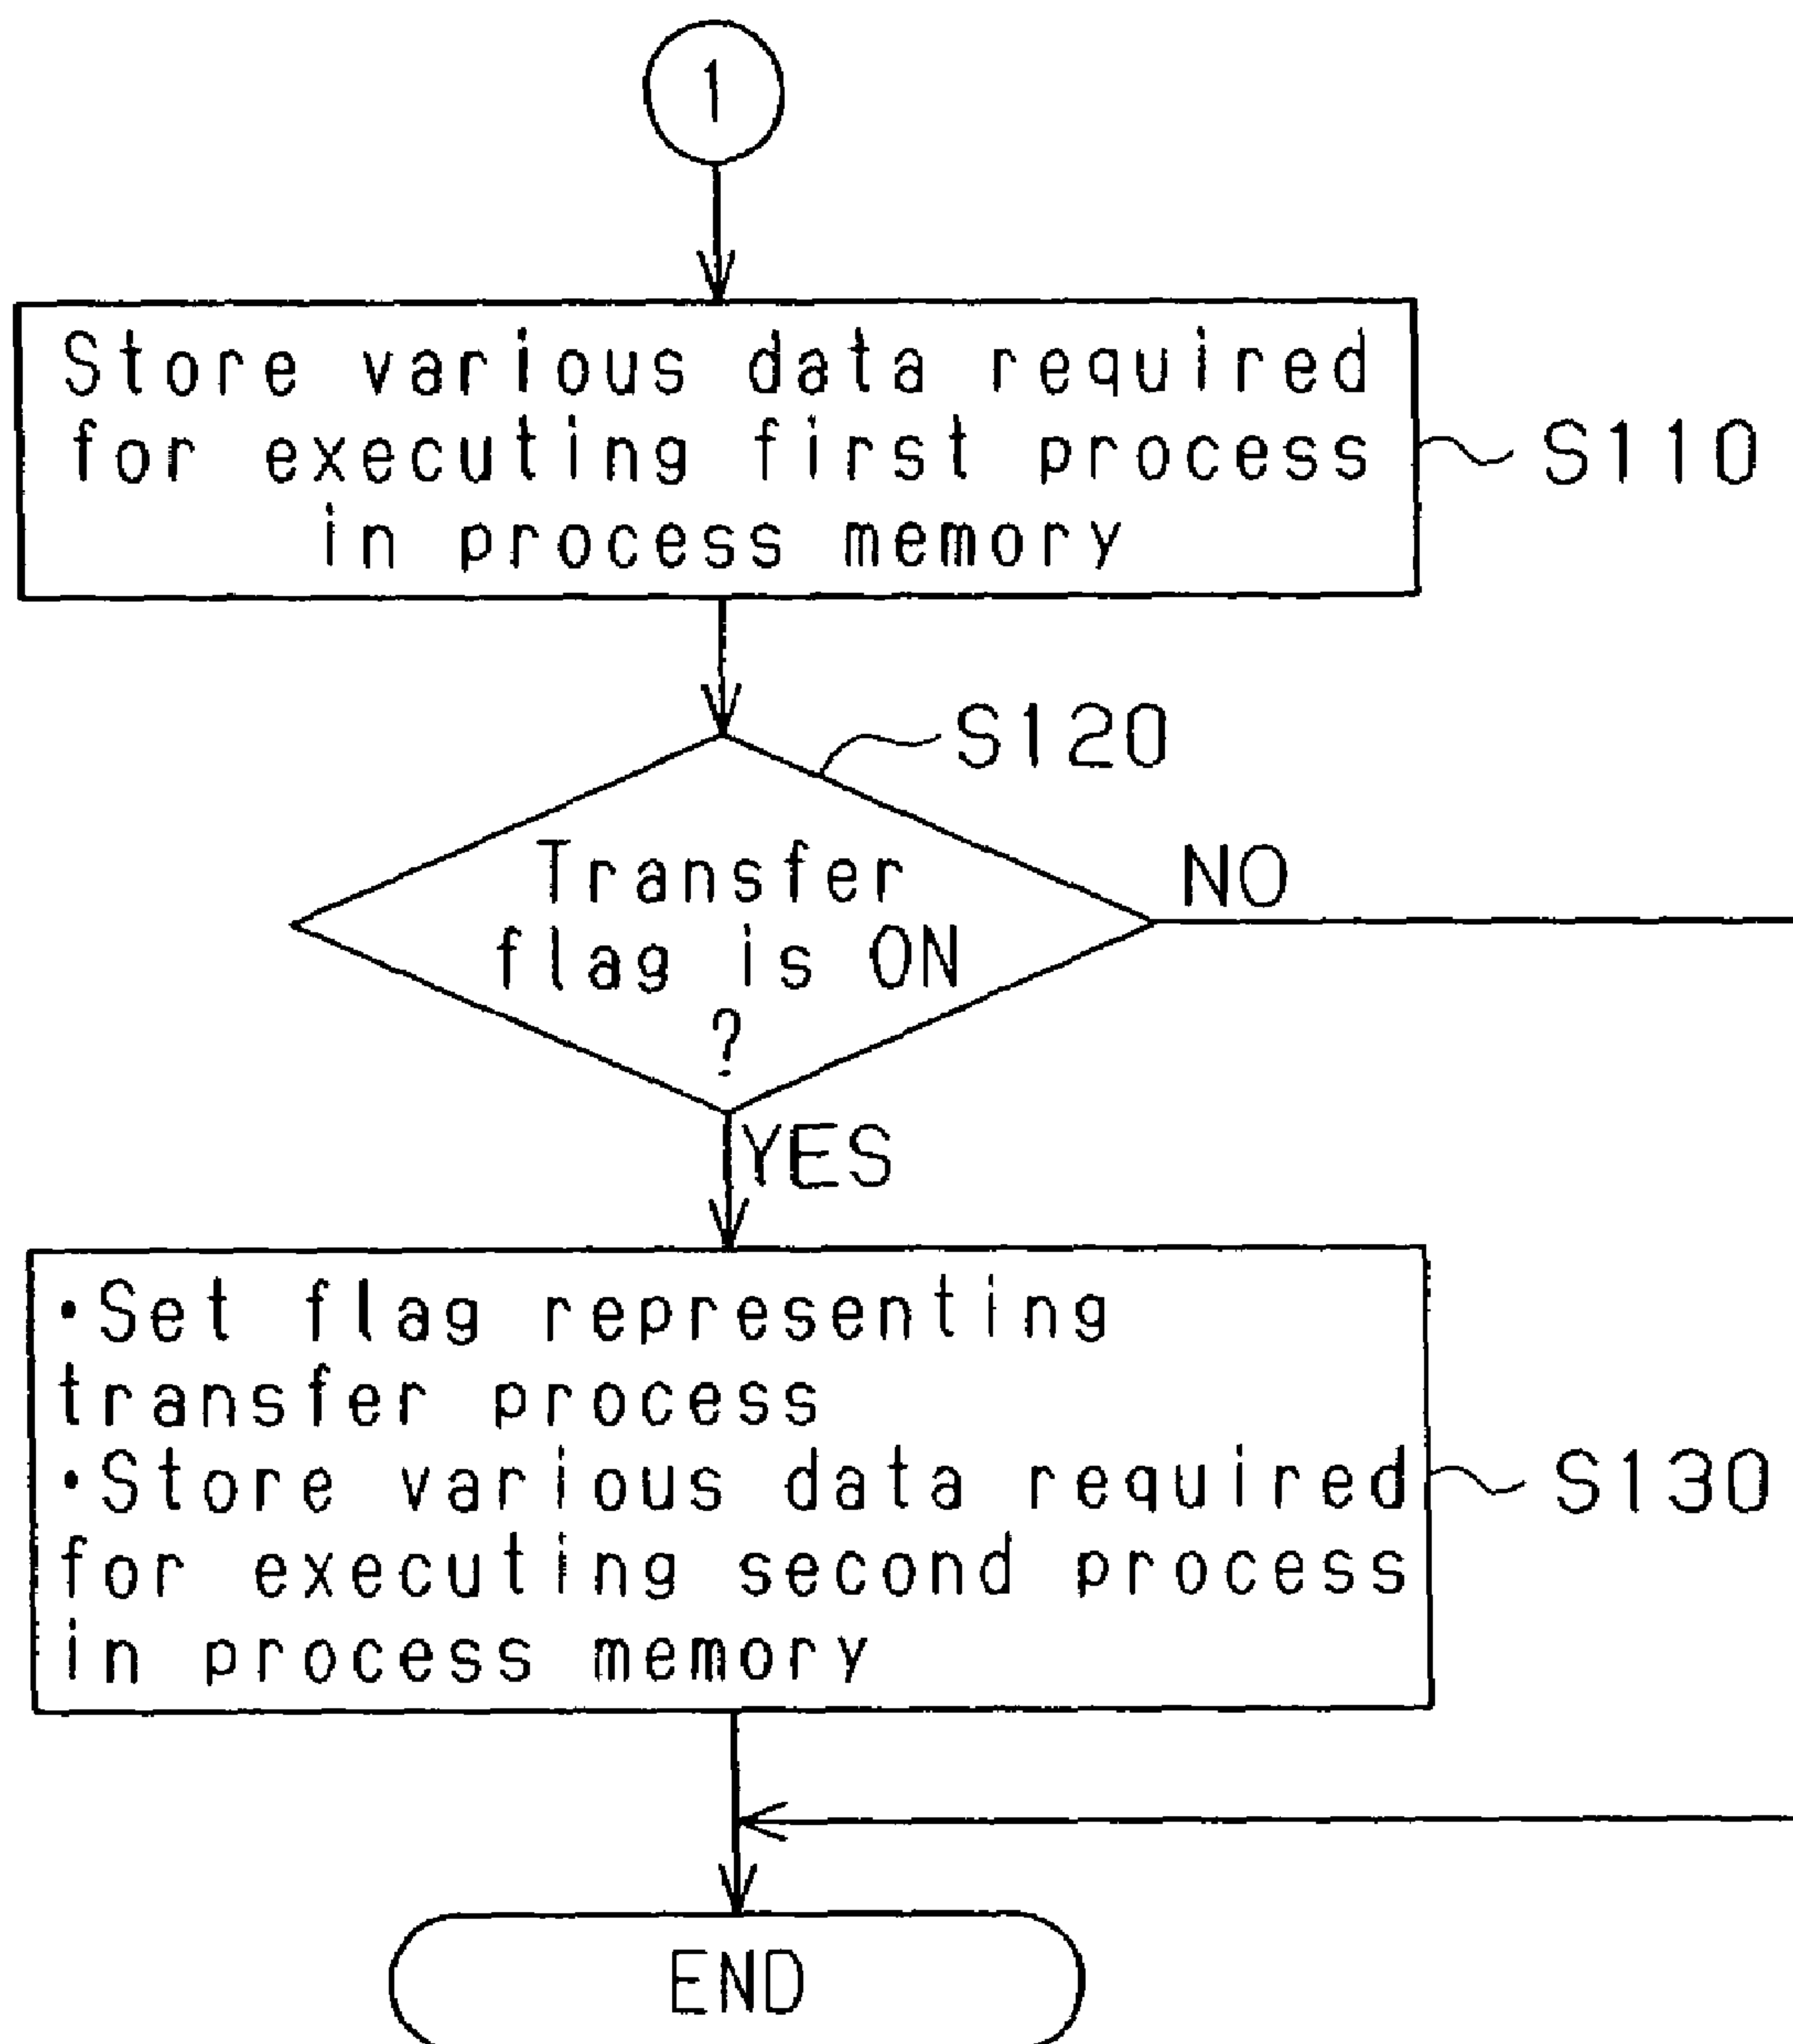 1
Store various data required
for executing first process
in process memory
S110
S120
Transfer
flag is ON
?
NO
YES
•Set flag representing
transfer process
•Store various data required
for executing second process
in process memory
S130
END